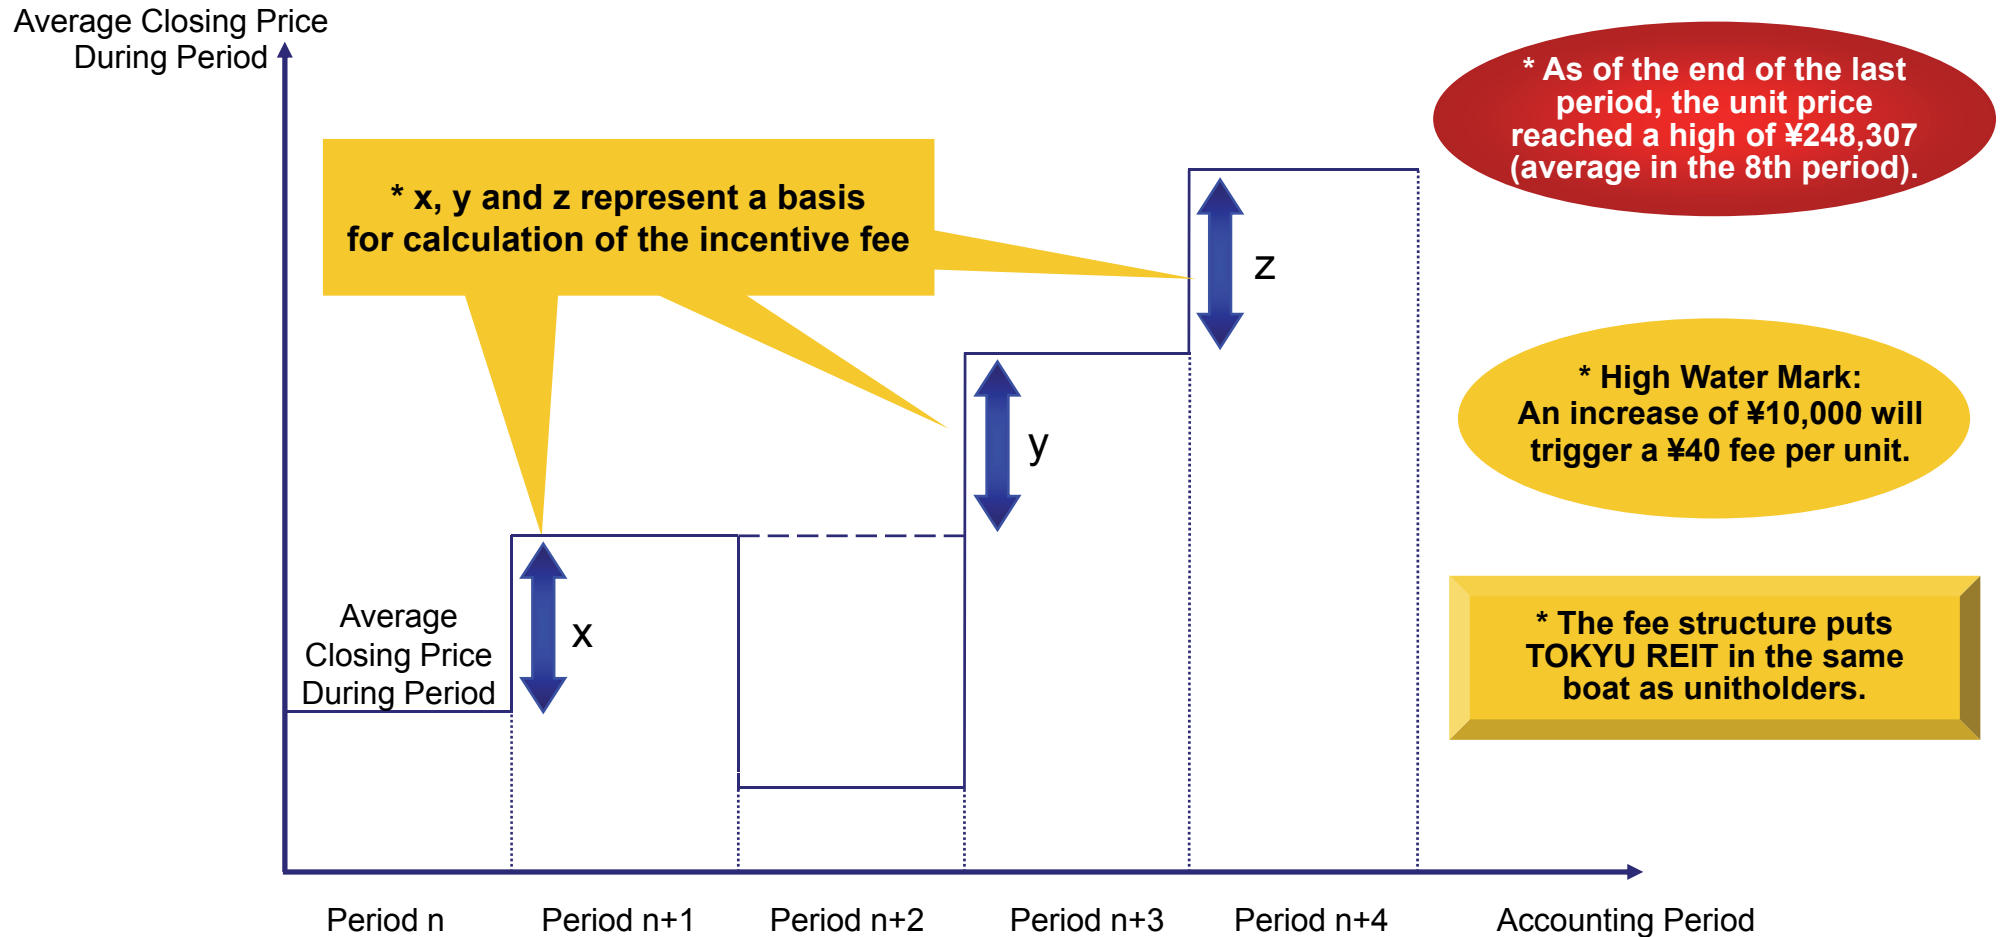 Average Closing Price
During Period
* As of the end of the last
period, the unit price
reached a high of ¥248,307
(average in the 8th period).
* x, y and z represent a basis
for calculation of the incentive fee
z
* High Water Mark:
An increase of ¥10,000 will
trigger a ¥40 fee per unit.
y
Average
Closing Price
During Period
x
* The fee structure puts
TOKYU REIT in the same
boat as unitholders.
Period n
Period n+1
Period n+2
Period n+3
Period n+4
Accounting Period